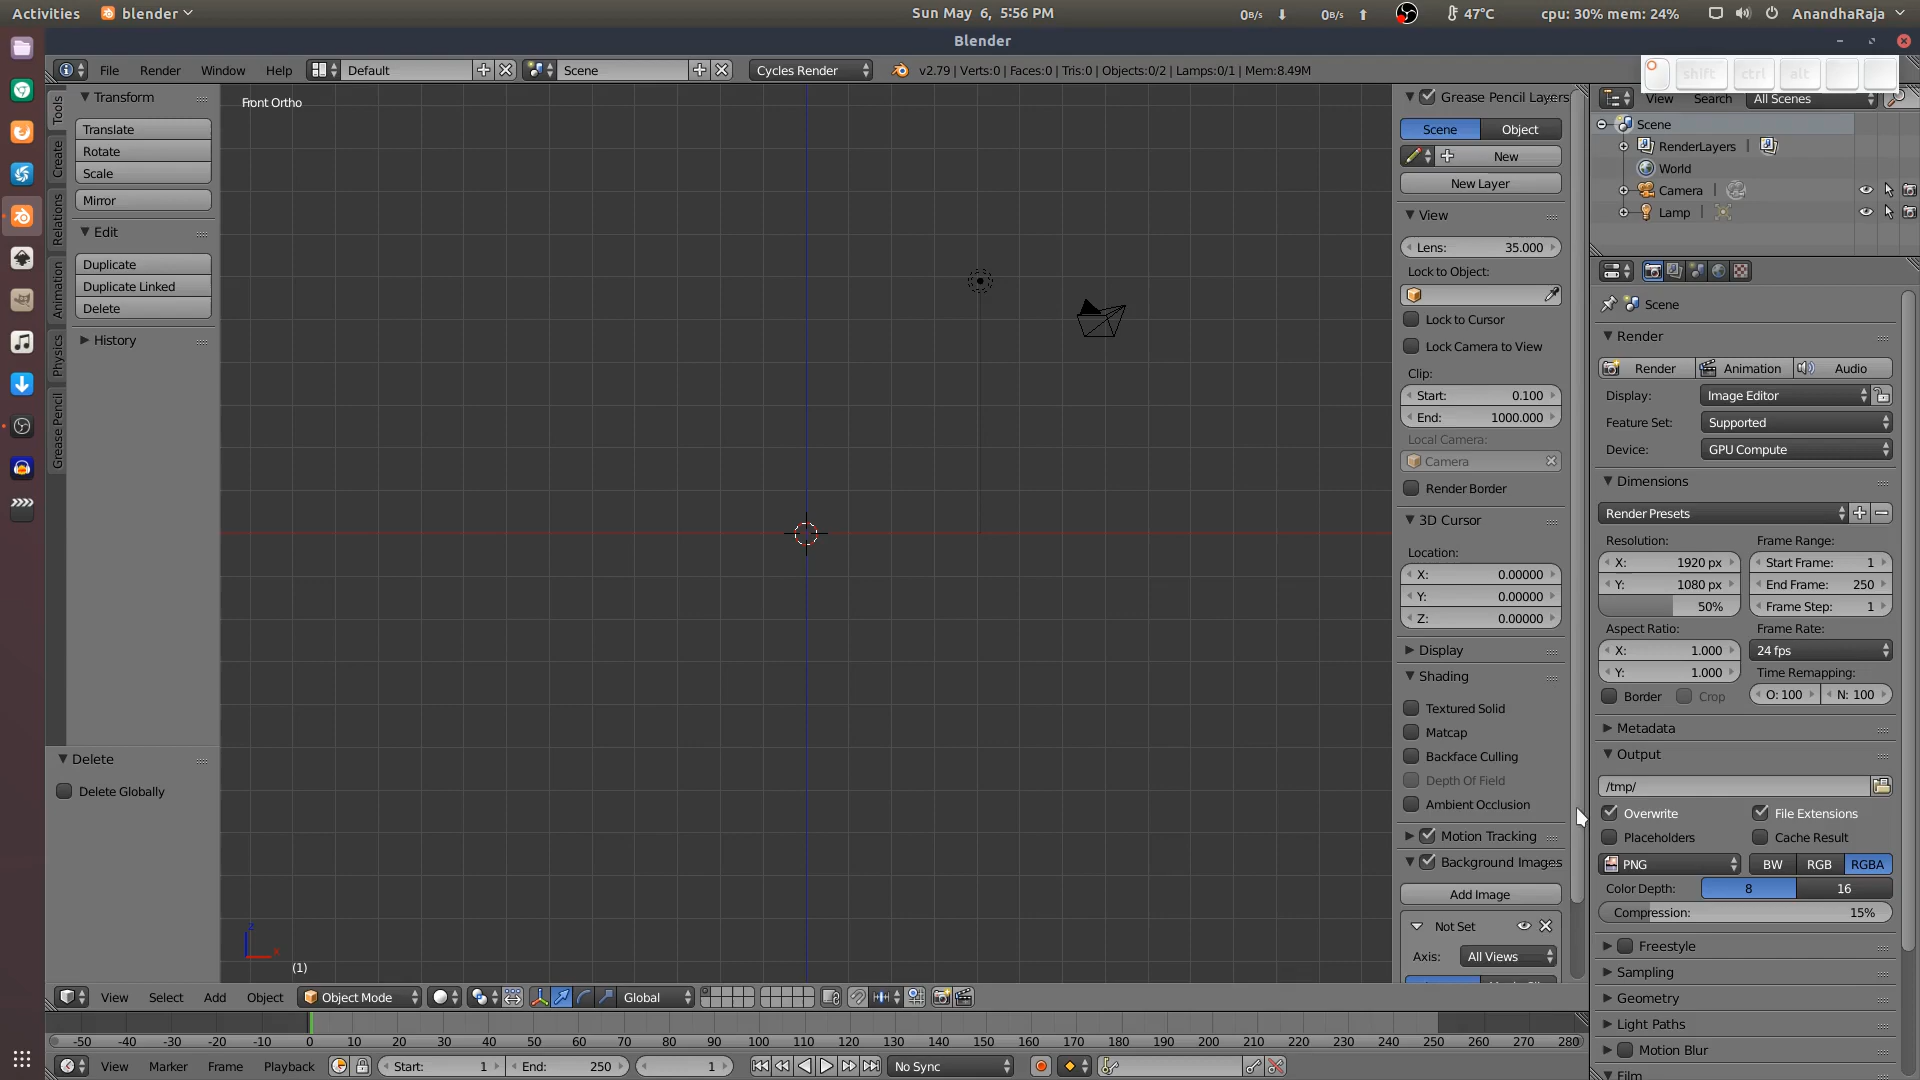 Activities blender Sun May 6, 5:56 PM 0B/s 0B/s 47°C cpu: 30% mem: 24% AnandhaRaja
Blender
File Render Window Help Default Scene Cycles Render v2.79 | Verts:0 | Faces:0 | Tris:0 | Objects:0/2 | Lamps:0/1 | Mem:8.49M
shift ctrl alt
Front Ortho
Tools
Create
Relations
Animation
Physics
Grease Pencil
Transform
Translate
Rotate
Scale
Mirror
Edit
Duplicate
Duplicate Linked
Delete
History
Delete
Delete Globally
z
x
(1)
Grease Pencil Layers
Scene Object
New
New Layer
View
Lens: 35.000
Lock to Object:
Lock to Cursor
Lock Camera to View
Clip:
Start: 0.100
End: 1000.000
Local Camera:
Camera
Render Border
3D Cursor
Location:
X: 0.00000
Y: 0.00000
Z: 0.00000
Display
Shading
Textured Solid
Matcap
Backface Culling
Depth Of Field
Ambient Occlusion
Motion Tracking
Background Images
Add Image
Not Set
Axis: All Views
View Search All Scenes
Scene
RenderLayers
World
Camera
Lamp
Scene
Render
Render Animation Audio
Display: Image Editor
Feature Set: Supported
Device: GPU Compute
Dimensions
Render Presets
Resolution: Frame Range:
X: 1920 px Start Frame: 1
Y: 1080 px End Frame: 250
50% Frame Step: 1
Aspect Ratio: Frame Rate:
X: 1.000 24 fps
Y: 1.000 Time Remapping:
Border Crop O: 100 N: 100
Metadata
Output
/tmp/
Overwrite File Extensions
Placeholders Cache Result
PNG BW RGB RGBA
Color Depth: 8 16
Compression: 15%
Freestyle
Sampling
Geometry
Light Paths
Motion Blur
Film
View Select Add Object Object Mode Global
-50 -40 -30 -20 -10 0 10 20 30 40 50 60 70 80 90 100 110 120 130 140 150 160 170 180 190 200 210 220 230 240 250 260 270 280
View Marker Frame Playback Start: 1 End: 250 1 No Sync